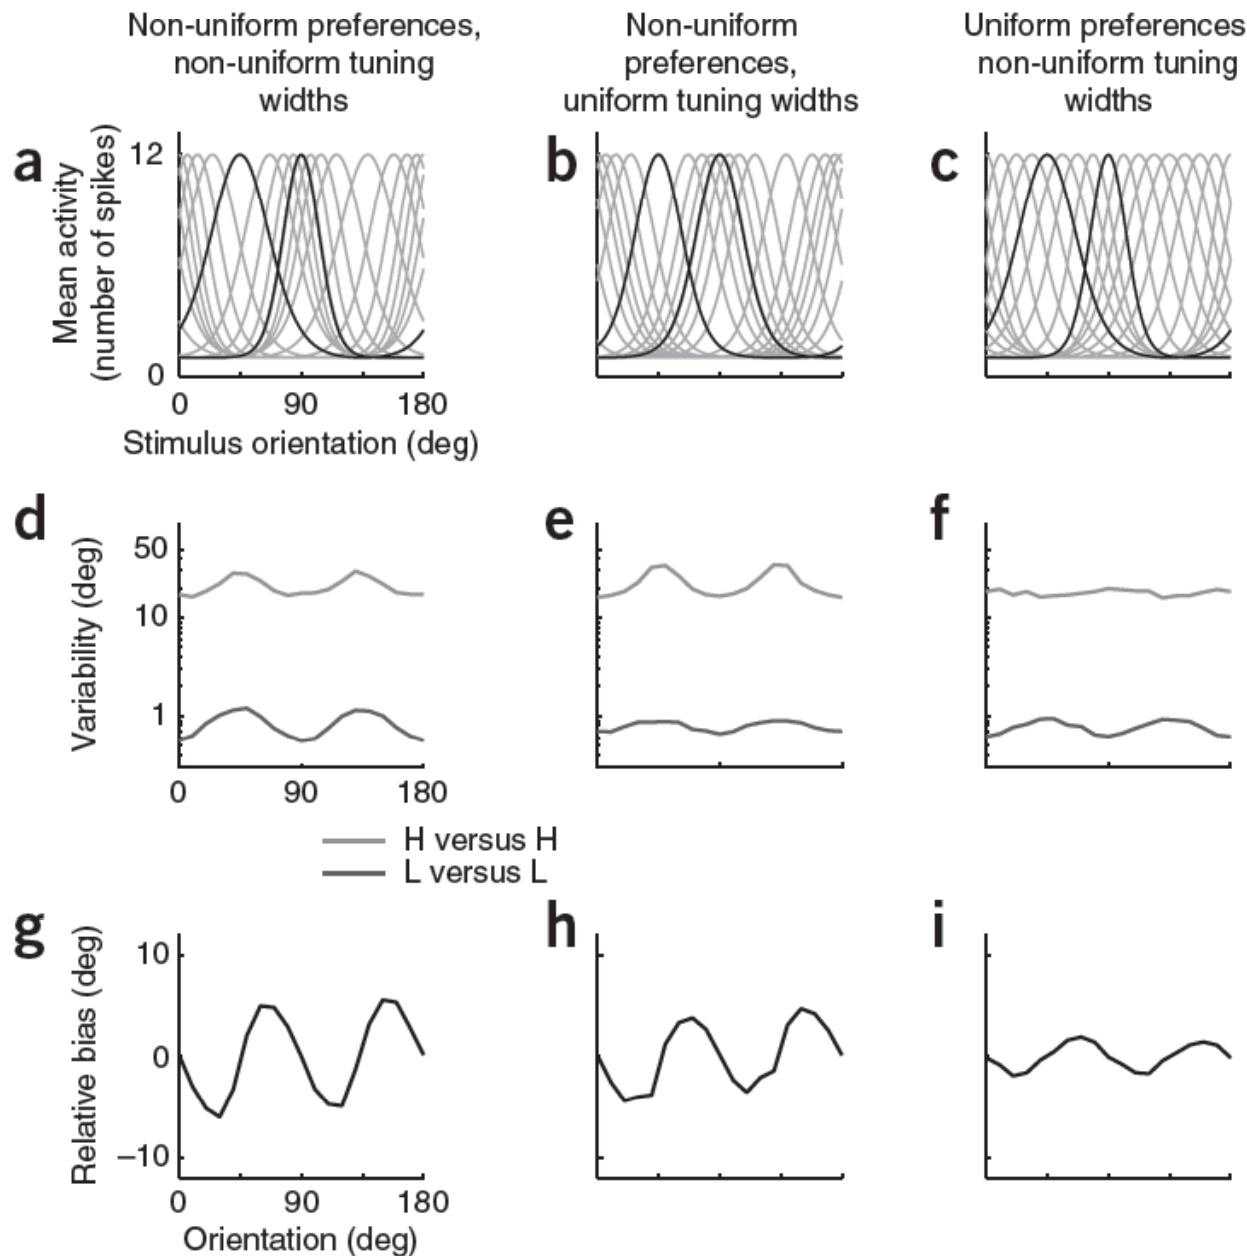 Non-uniform preferences,
non-uniform tuning
widths
Non-uniform
preferences,
uniform tuning widths
Uniform preferences
non-uniform tuning
widths
a
b
c
Mean activity
(number of spikes)
12
0
0 90 180
Stimulus orientation (deg)
d
e
f
Variability (deg)
50
10
1
0 90 180
H versus H
L versus L
g
h
i
Relative bias (deg)
10
0
−10
0 90 180
Orientation (deg)